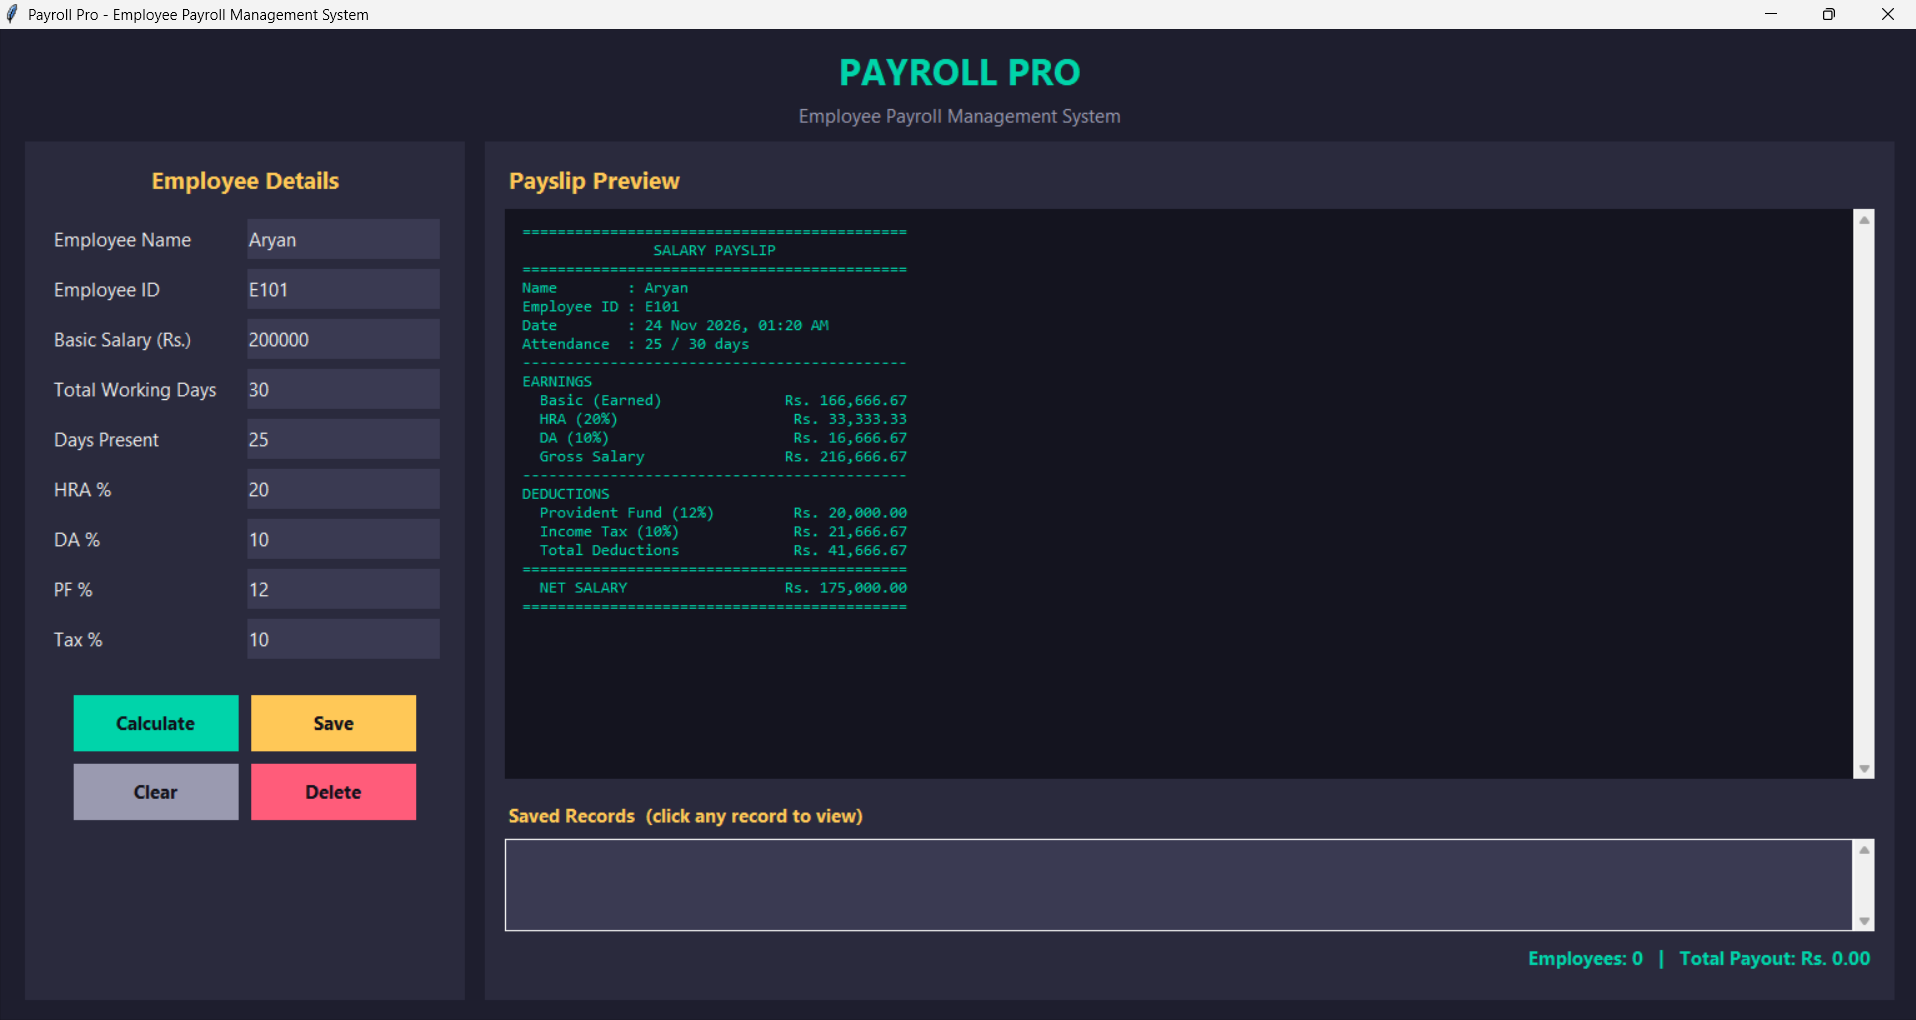 Payroll Pro - Employee Payroll Management System
PAYROLL PRO
Employee Payroll Management System
Employee Details
Employee Name Aryan
Employee ID E101
Basic Salary (Rs.) 200000
Total Working Days 30
Days Present 25
HRA % 20
DA % 10
PF % 12
Tax % 10
Calculate Save
Clear Delete
Payslip Preview
============================================
SALARY PAYSLIP
============================================
Name : Aryan
Employee ID : E101
Date : 24 Nov 2026, 01:20 AM
Attendance : 25 / 30 days
--------------------------------------------
EARNINGS
Basic (Earned) Rs. 166,666.67
HRA (20%) Rs. 33,333.33
DA (10%) Rs. 16,666.67
Gross Salary Rs. 216,666.67
--------------------------------------------
DEDUCTIONS
Provident Fund (12%) Rs. 20,000.00
Income Tax (10%) Rs. 21,666.67
Total Deductions Rs. 41,666.67
============================================
NET SALARY Rs. 175,000.00
============================================
Saved Records (click any record to view)
Employees: 0 | Total Payout: Rs. 0.00